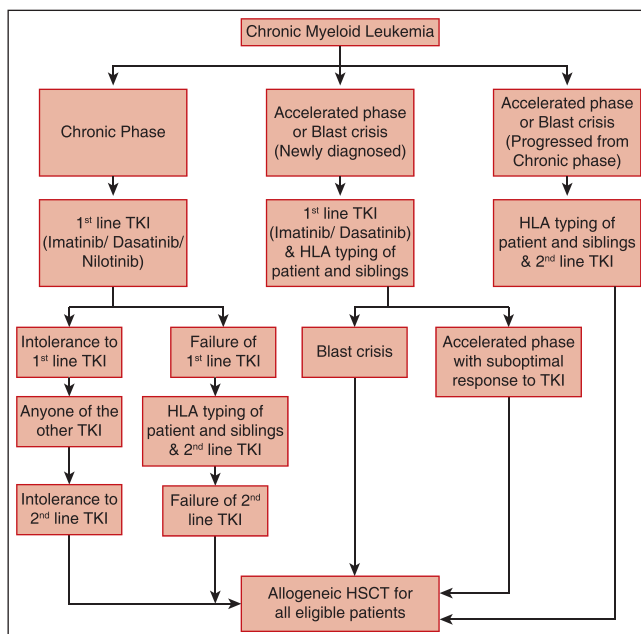 Chronic Myeloid Leukemia
Chronic Phase
Accelerated phase
or Blast crisis
(Newly diagnosed)
Accelerated phase
or Blast crisis
(Progressed from
Chronic phase)
1st line TKI
(Imatinib/ Dasatinib/
Nilotinib)
1st line TKI
(Imatinib/ Dasatinib)
& HLA typing of
patient and siblings
HLA typing of
patient and siblings
& 2nd line TKI
Intolerance to
1st line TKI
Failure of
1st line TKI
Blast crisis
Accelerated phase
with suboptimal
response to TKI
Anyone of the
other TKI
HLA typing of
patient and siblings
& 2nd line TKI
Intolerance to
2nd line TKI
Failure of 2nd
line TKI
Allogeneic HSCT for
all eligible patients